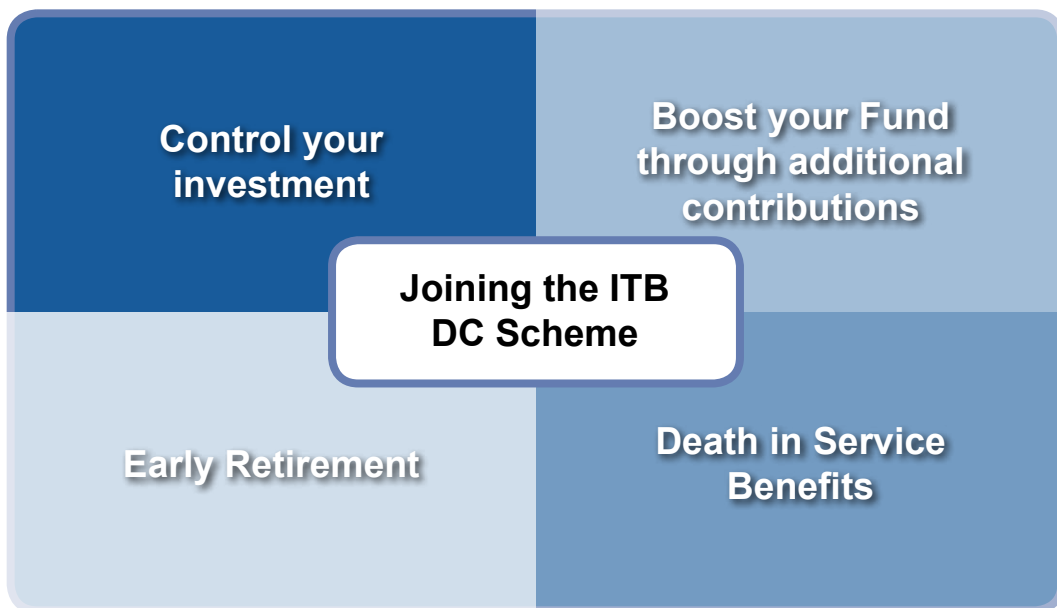 Control your
investment
Boost your Fund
through additional
contributions
Joining the ITB
DC Scheme
Early Retirement
Death in Service
Benefits